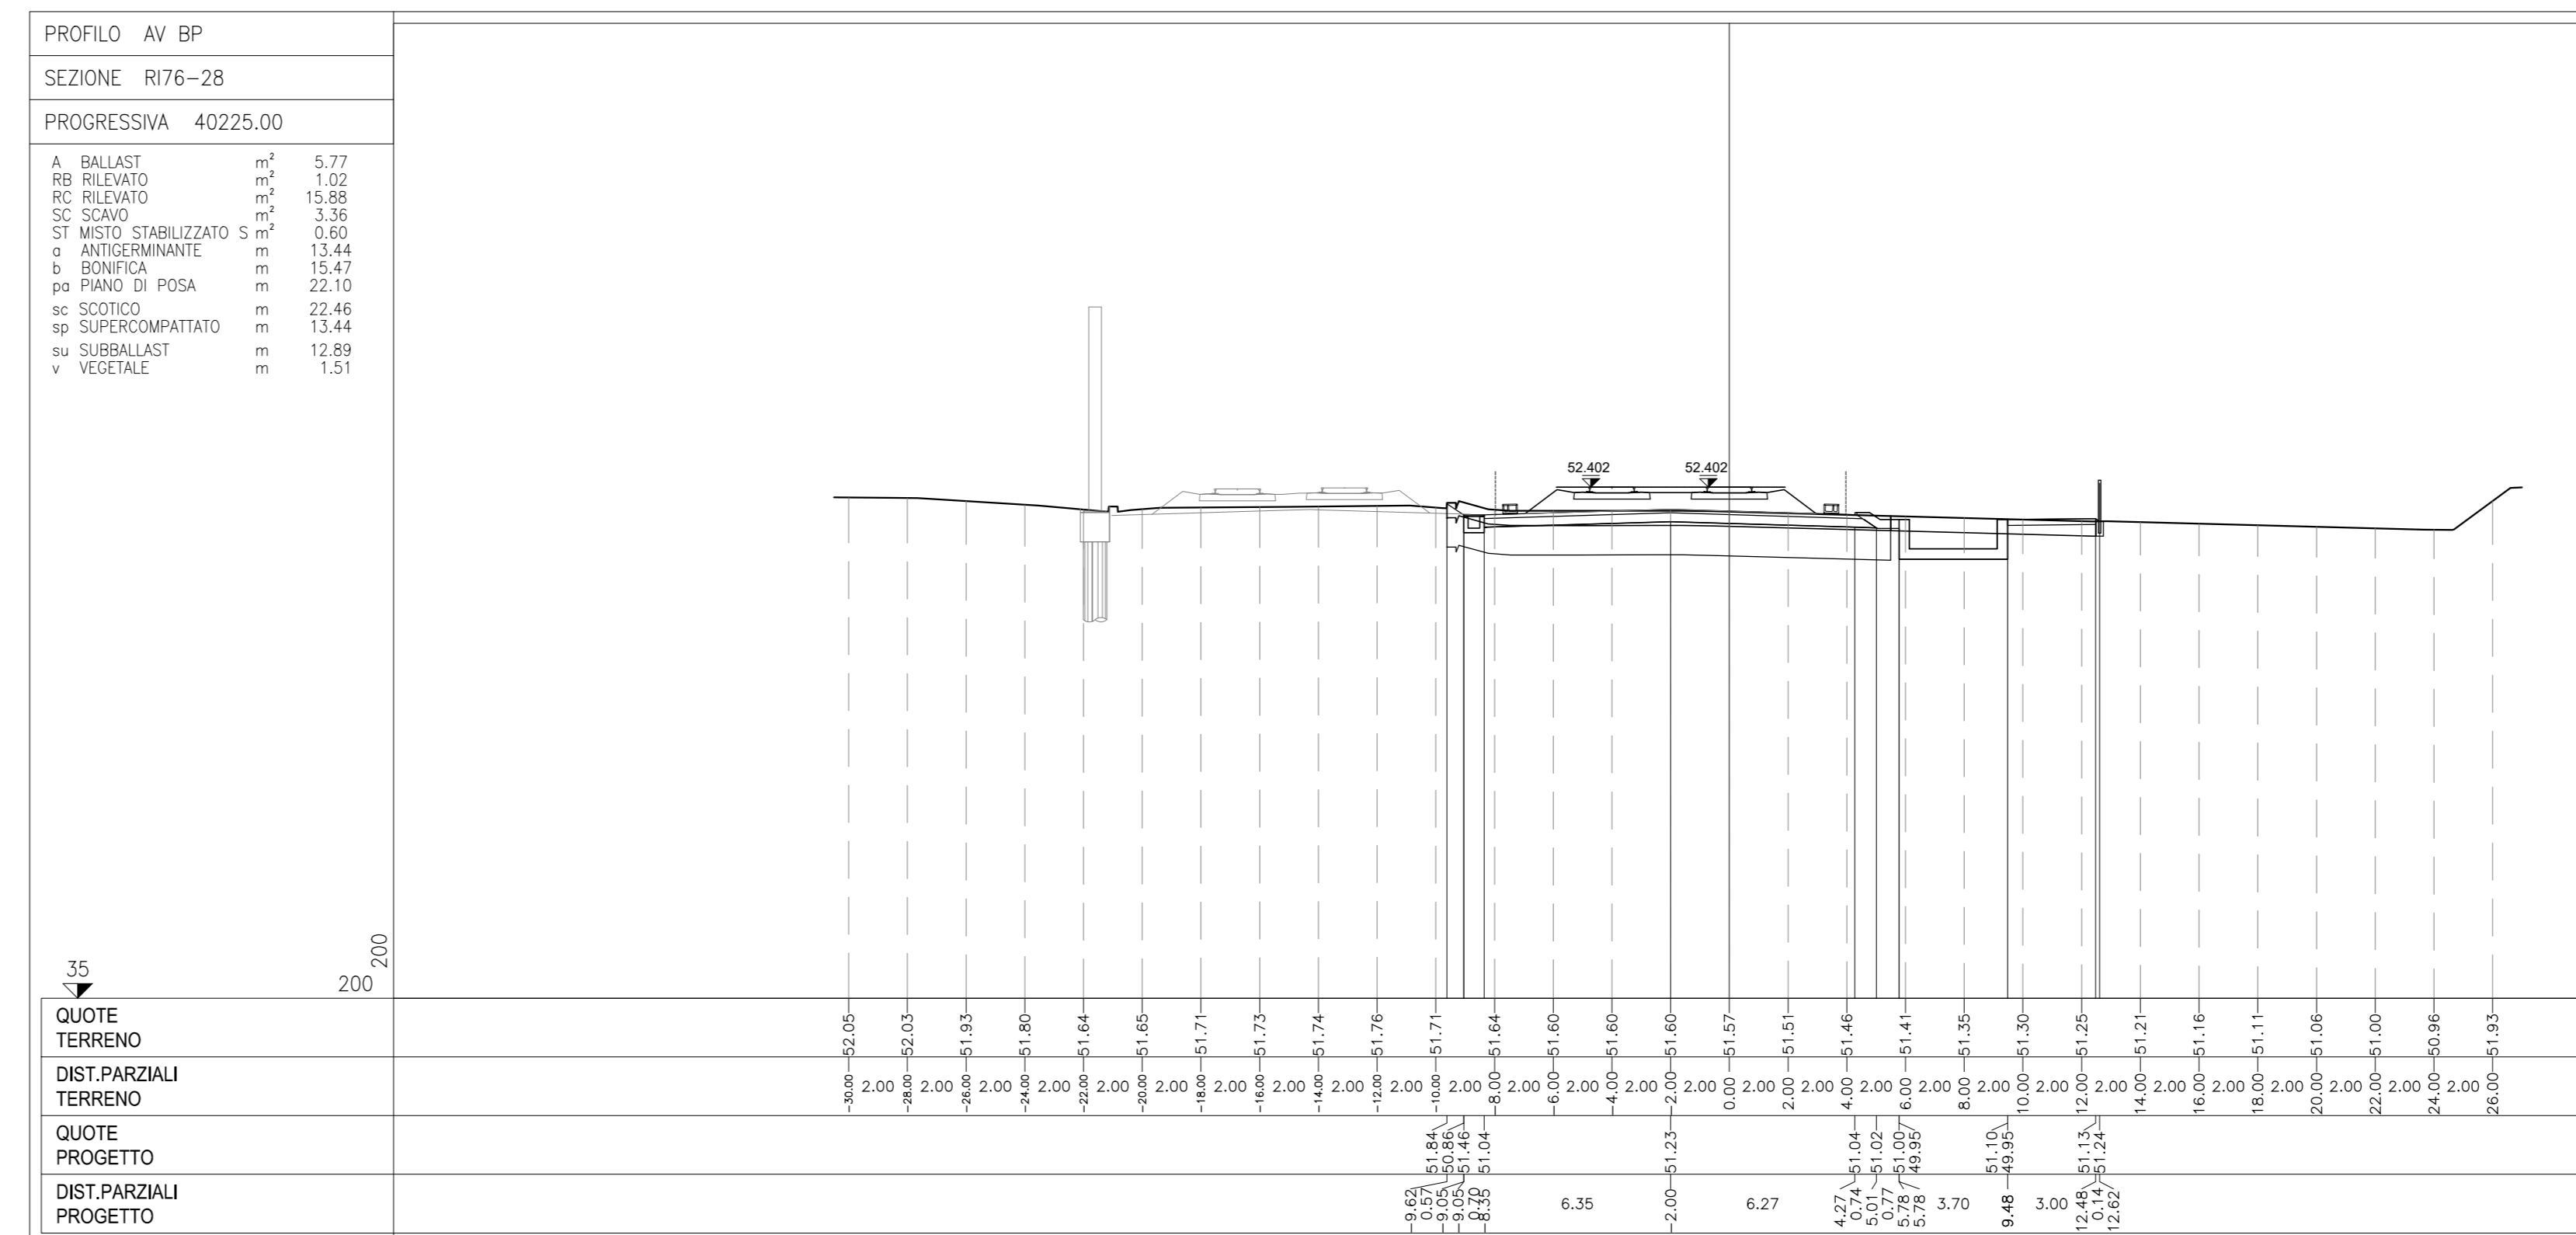 PROFILO AV BP
SEZIONE RI76-28
PROGRESSIVA 40225.00
A BALLAST m² 5.77
RB RILEVATO m² 1.02
RC RILEVATO m² 15.88
SC SCAVO m² 3.36
ST MISTO STABILIZZATO S m² 0.60
a ANTIGERMINANTE m 13.44
b BONIFICA m 15.47
pa PIANO DI POSA m 22.10
sc SCOTICO m 22.46
sp SUPERCOMPATTATO m 13.44
su SUBBALLAST m 12.89
v VEGETALE m 1.51
52.402 52.402
35
200
200
QUOTE TERRENO
52.05 52.03 51.93 51.80 51.64 51.65 51.71 51.73 51.74 51.76 51.71 51.64 51.60 51.60 51.60 51.57 51.51 51.46 51.41 51.35 51.30 51.25 51.21 51.16 51.11 51.06 51.00 50.96 51.93
DIST.PARZIALI TERRENO
-30.00 2.00 -28.00 2.00 -26.00 2.00 -24.00 2.00 -22.00 2.00 -20.00 2.00 -18.00 2.00 -16.00 2.00 -14.00 2.00 -12.00 2.00 -10.00 2.00 -8.00 2.00 -6.00 2.00 -4.00 2.00 -2.00 2.00 0.00 2.00 2.00 2.00 4.00 2.00 6.00 2.00 8.00 2.00 10.00 2.00 12.00 2.00 14.00 2.00 16.00 2.00 18.00 2.00 20.00 2.00 22.00 2.00 24.00 2.00 26.00
QUOTE PROGETTO
51.84 50.86 51.46 51.04 51.23 51.04 51.02 51.00 49.95 51.10 49.95 51.13 51.24
DIST.PARZIALI PROGETTO
-9.62 0.57 -9.05 -9.05 0.70 -8.35 6.35 -2.00 6.27 4.27 0.74 5.01 0.77 5.78 5.78 3.70 9.48 3.00 12.48 0.14 12.62